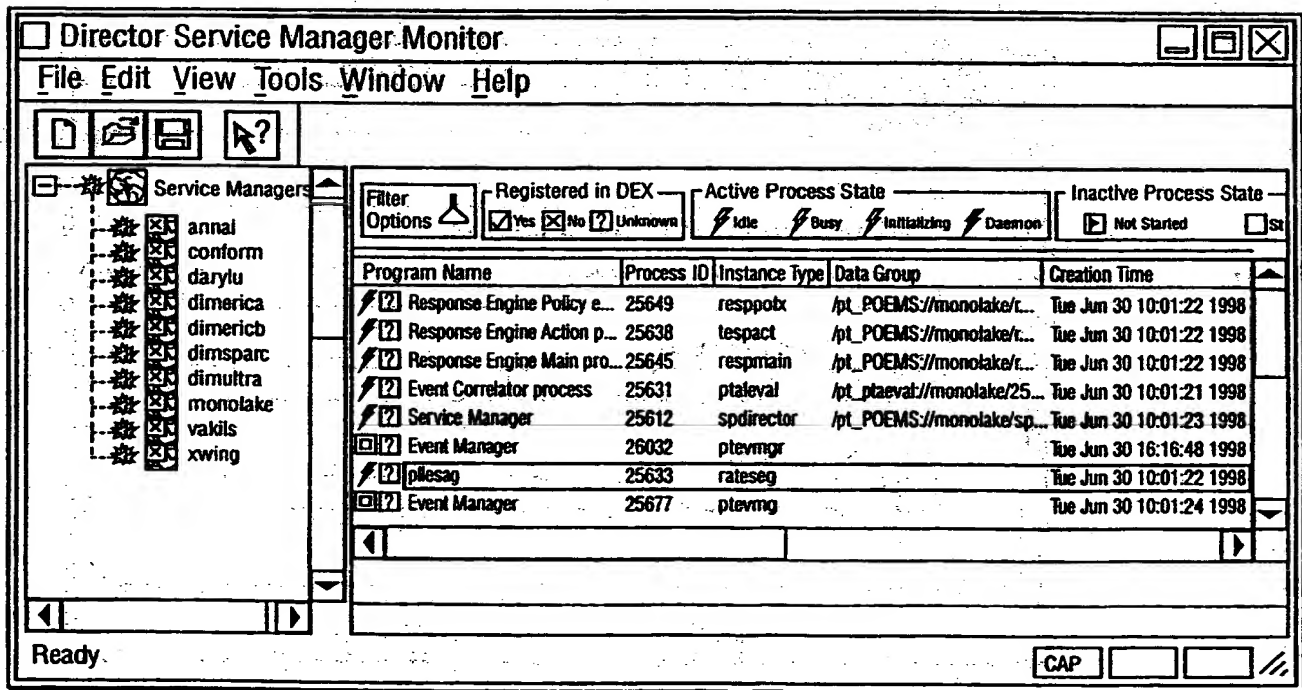 Director Service Manager Monitor
File Edit View Tools Window Help
Service Managers
annai
conform
darylu
dimerica
dimericb
dimsparc
dimultra
monolake
vakils
xwing
Filter Options
Registered in DEX
Yes No Unknown
Active Process State
Idle Busy Initializing Daemon
Inactive Process State
Not Started St
Program Name Process ID Instance Type Data Group Creation Time
Response Engine Policy e... 25649 resppotx /pt_POEMS://monolake/r... Tue Jun 30 10:01:22 1998
Response Engine Action p... 25638 tespact /pt_POEMS://monolake/r... Tue Jun 30 10:01:22 1998
Response Engine Main pro... 25645 respmain /pt_POEMS://monolake/r... Tue Jun 30 10:01:22 1998
Event Correlator process 25631 ptaleval /pt_ptaeval://monolake/25... Tue Jun 30 10:01:21 1998
Service Manager 25612 spdirector /pt_POEMS://monolake/sp... Tue Jun 30 10:01:23 1998
Event Manager 26032 ptevmgr Tue Jun 30 16:16:48 1998
pilesag 25633 rateseg Tue Jun 30 10:01:22 1998
Event Manager 25677 ptevmg Tue Jun 30 10:01:24 1998
Ready
CAP